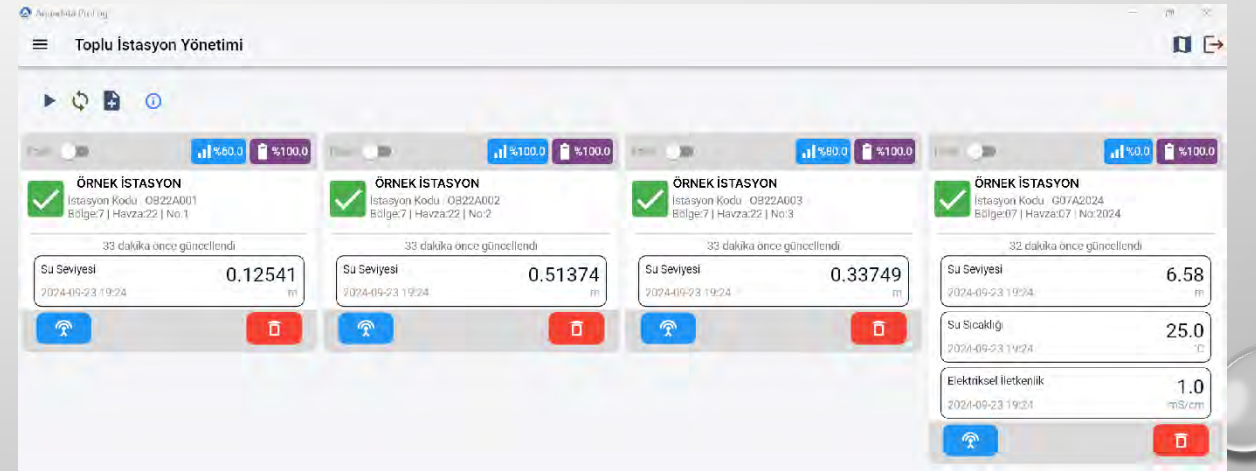 Toplu İstasyon Yönetimi
%60.0 %100.0
ÖRNEK İSTASYON
İstasyon Kodu : OB22A001
Bölge:7 | Havza:22 | No:1
33 dakika önce güncellendi
Su Seviyesi
0.12541
2024-09-23 19:24
m
%100.0 %100.0
ÖRNEK İSTASYON
İstasyon Kodu : OB22A002
Bölge:7 | Havza:22 | No:2
33 dakika önce güncellendi
Su Seviyesi
0.51374
2024-09-23 19:24
m
%80.0 %100.0
ÖRNEK İSTASYON
İstasyon Kodu : OB22A003
Bölge:7 | Havza:22 | No:3
33 dakika önce güncellendi
Su Seviyesi
0.33749
2024-09-23 19:24
m
%0.0 %100.0
ÖRNEK İSTASYON
İstasyon Kodu : G07A2024
Bölge:07 | Havza:07 | No:2024
32 dakika önce güncellendi
Su Seviyesi
6.58
2024-09-23 19:24
m
Su Sıcaklığı
25.0
2024-09-23 19:24
°C
Elektriksel İletkenlik
1.0
2024-09-23 19:24
mS/cm